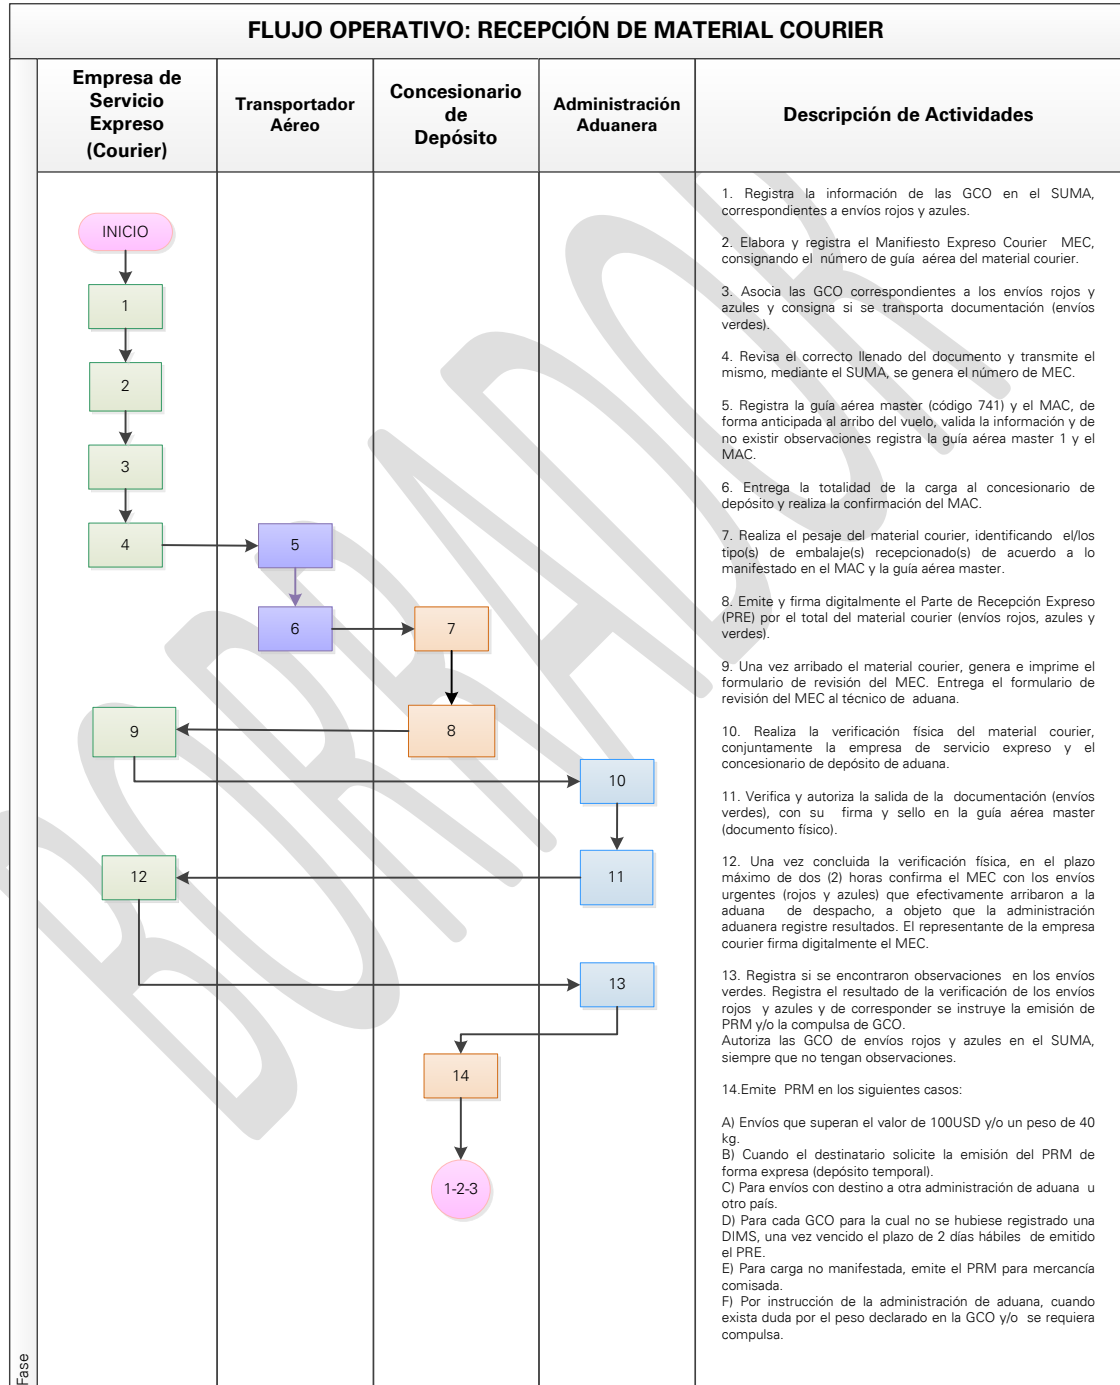 FLUJO OPERATIVO: RECEPCIÓN DE MATERIAL COURIER
Empresa de
Servicio
Expreso
(Courier)
Transportador
Aéreo
Concesionario
de
Depósito
Administración
Aduanera
Descripción de Actividades
INICIO
1
2
3
4
5
6
7
8
9
10
11
12
13
14
1-2-3
1. Registra la información de las GCO en el SUMA,
correspondientes a envíos rojos y azules.
2. Elabora y registra el Manifiesto Expreso Courier MEC,
consignando el número de guía aérea del material courier.
3. Asocia las GCO correspondientes a los envíos rojos y
azules y consigna si se transporta documentación (envíos
verdes).
4. Revisa el correcto llenado del documento y transmite el
mismo, mediante el SUMA, se genera el número de MEC.
5. Registra la guía aérea master (código 741) y el MAC, de
forma anticipada al arribo del vuelo, valida la información y de
no existir observaciones registra la guía aérea master 1 y el
MAC.
6. Entrega la totalidad de la carga al concesionario de
depósito y realiza la confirmación del MAC.
7. Realiza el pesaje del material courier, identificando el/los
tipo(s) de embalaje(s) recepcionado(s) de acuerdo a lo
manifestado en el MAC y la guía aérea master.
8. Emite y firma digitalmente el Parte de Recepción Expreso
(PRE) por el total del material courier (envíos rojos, azules y
verdes).
9. Una vez arribado el material courier, genera e imprime el
formulario de revisión del MEC. Entrega el formulario de
revisión del MEC al técnico de aduana.
10. Realiza la verificación física del material courier,
conjuntamente la empresa de servicio expreso y el
concesionario de depósito de aduana.
11. Verifica y autoriza la salida de la documentación (envíos
verdes), con su firma y sello en la guía aérea master
(documento físico).
12. Una vez concluida la verificación física, en el plazo
máximo de dos (2) horas confirma el MEC con los envíos
urgentes (rojos y azules) que efectivamente arribaron a la
aduana de despacho, a objeto que la administración
aduanera registre resultados. El representante de la empresa
courier firma digitalmente el MEC.
13. Registra si se encontraron observaciones en los envíos
verdes. Registra el resultado de la verificación de los envíos
rojos y azules y de corresponder se instruye la emisión de
PRM y/o la compulsa de GCO.
Autoriza las GCO de envíos rojos y azules en el SUMA,
siempre que no tengan observaciones.
14.Emite PRM en los siguientes casos:
A) Envíos que superan el valor de 100USD y/o un peso de 40
kg.
B) Cuando el destinatario solicite la emisión del PRM de
forma expresa (depósito temporal).
C) Para envíos con destino a otra administración de aduana u
otro país.
D) Para cada GCO para la cual no se hubiese registrado una
DIMS, una vez vencido el plazo de 2 días hábiles de emitido
el PRE.
E) Para carga no manifestada, emite el PRM para mercancía
comisada.
F) Por instrucción de la administración de aduana, cuando
exista duda por el peso declarado en la GCO y/o se requiera
compulsa.
Fase
BORRADOR